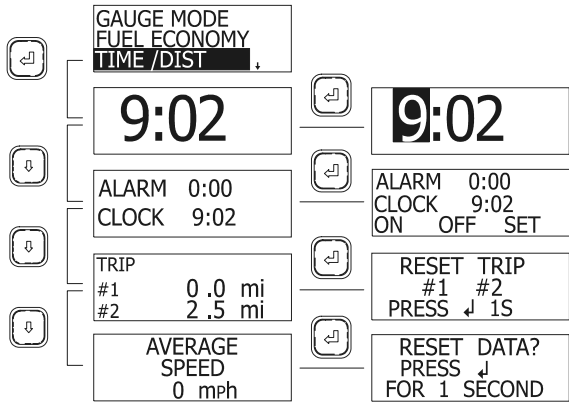 GAUGE MODE
FUEL ECONOMY
TIME /DIST ↓
9:02
9:02
ALARM 0:00
CLOCK 9:02
ALARM 0:00
CLOCK 9:02
ON OFF SET
TRIP
#1 0.0 mi
#2 2.5 mi
RESET TRIP
#1 #2
PRESS ↲ 1S
AVERAGE
SPEED
0 mPh
RESET DATA?
PRESS ↲
FOR 1 SECOND